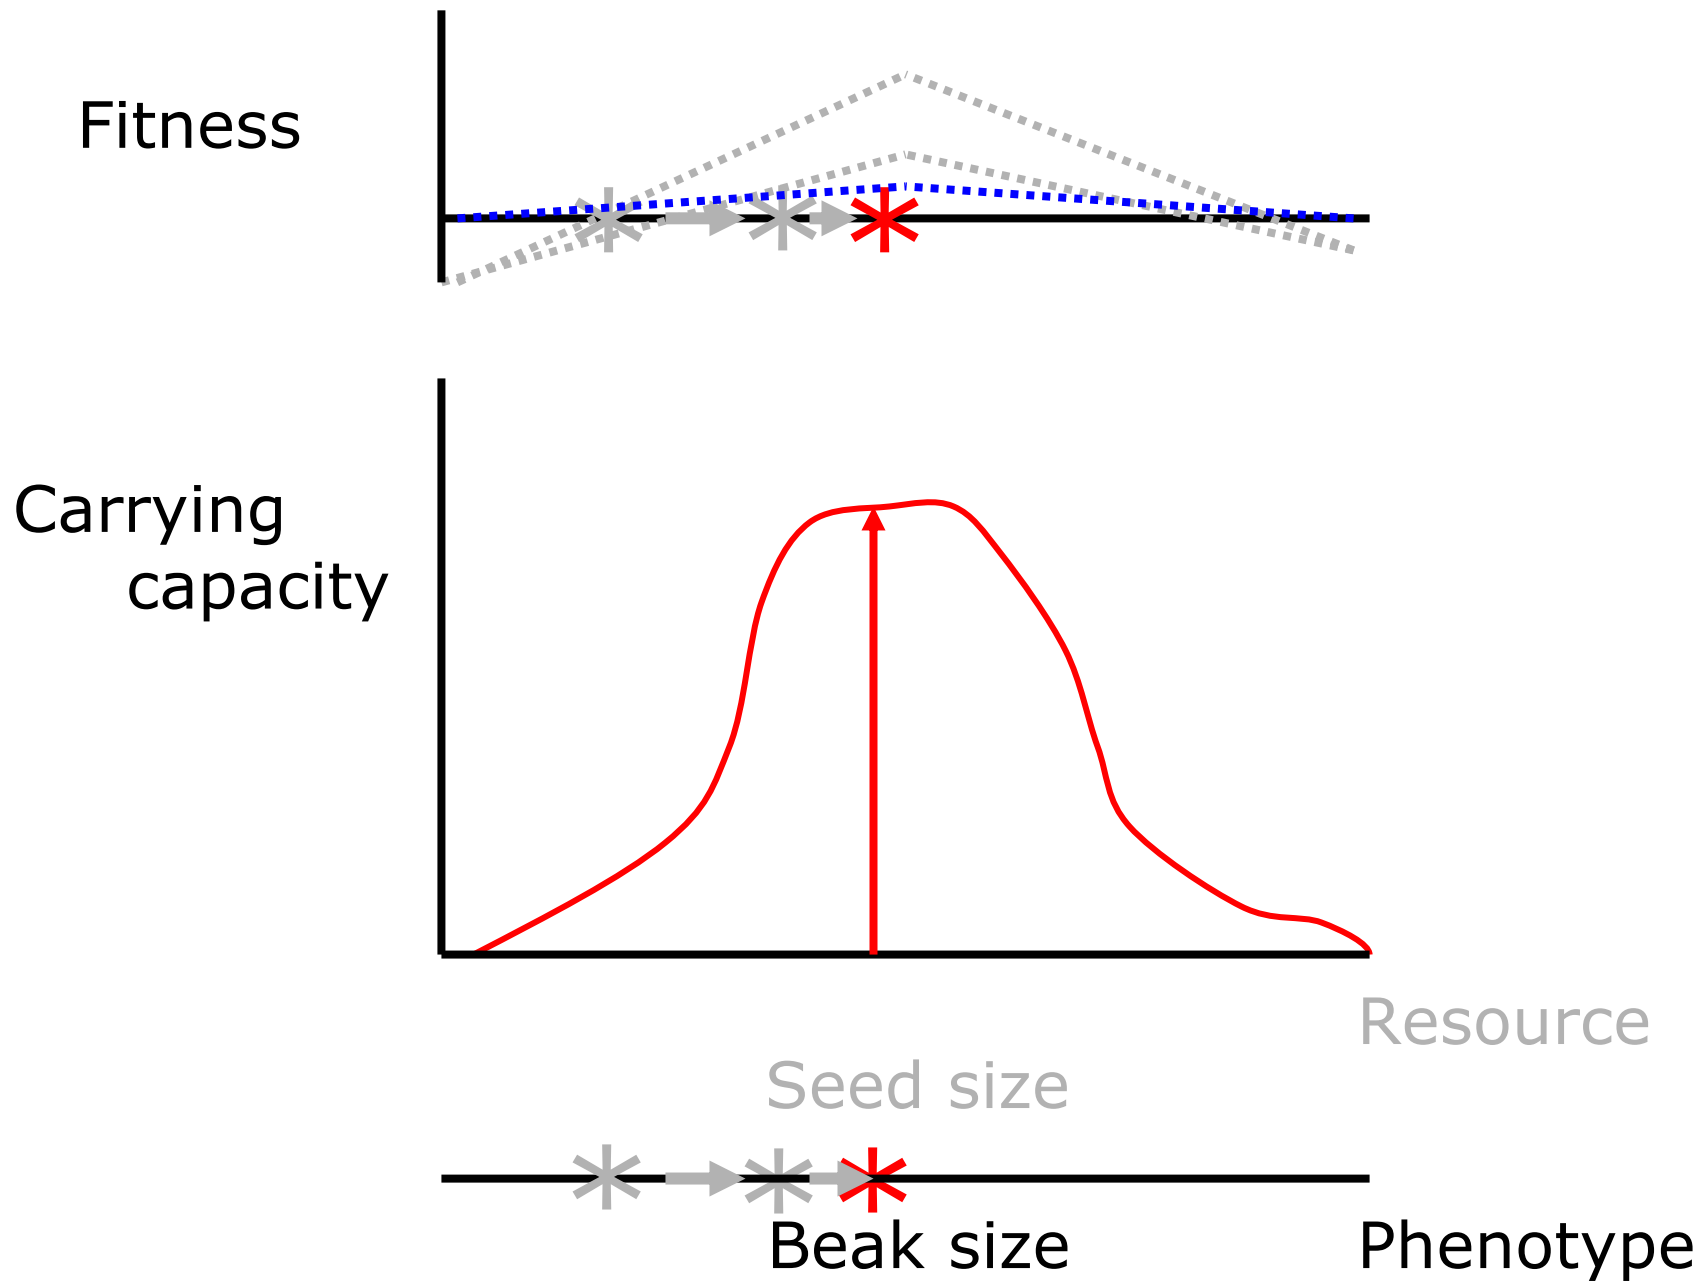 Fitness
Carrying
capacity
Resource
Seed size
Beak size
Phenotype